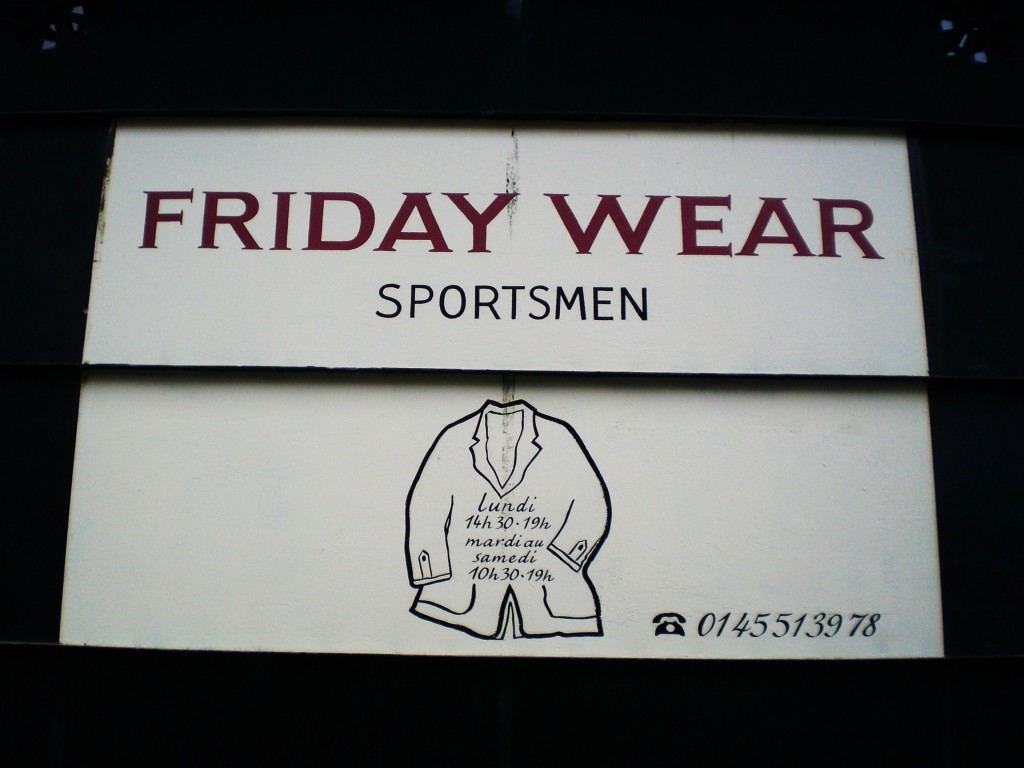 FRIDAY WEAR
SPORTSMEN
lundi
14h30·19h
mardi au
samedi
10h30·19h
☎ 0145513978